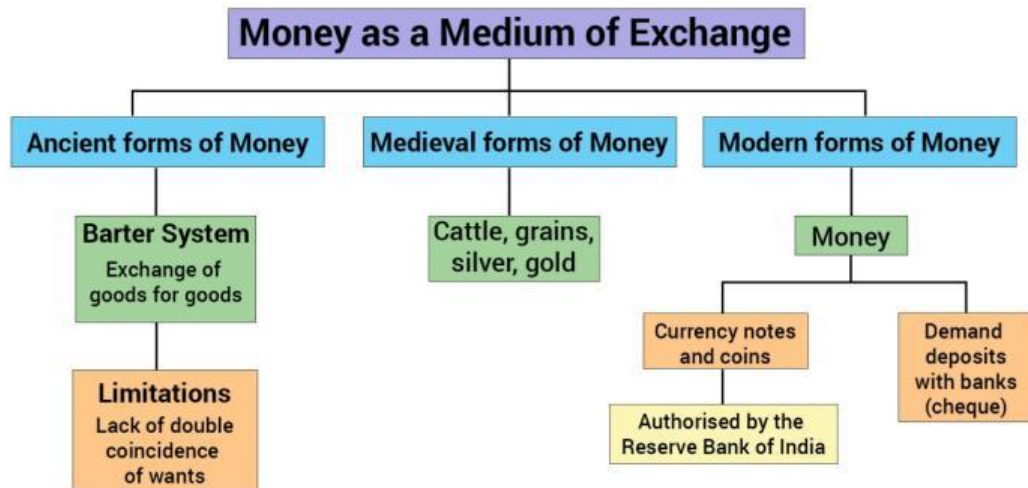 Money as a Medium of Exchange
Ancient forms of Money
Medieval forms of Money
Modern forms of Money
Barter System
Exchange of
goods for goods
Cattle, grains,
silver, gold
Money
Limitations
Lack of double
coincidence
of wants
Currency notes
and coins
Demand
deposits
with banks
(cheque)
Authorised by the
Reserve Bank of India